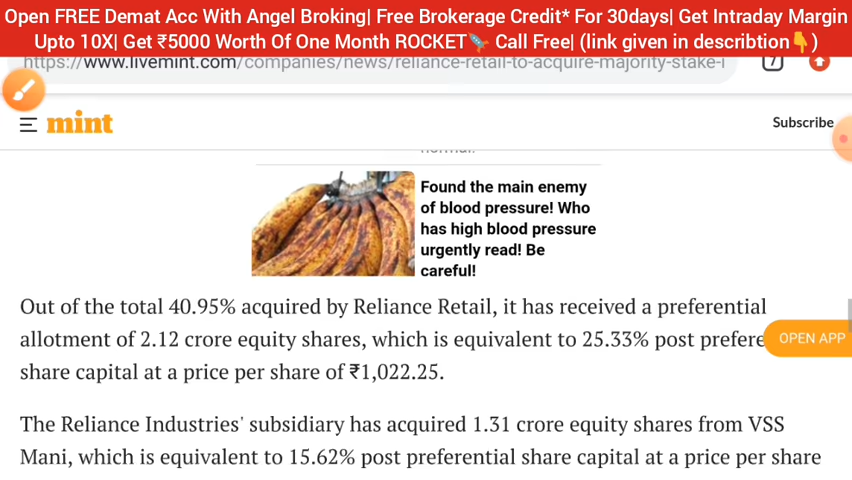 Open FREE Demat Acc With Angel Broking| Free Brokerage Credit* For 30days| Get Intraday Margin
Upto 10X| Get ₹5000 Worth Of One Month ROCKET🚀 Call Free| (link given in describtion👇)
https://www.livemint.com/companies/news/reliance-retail-to-acquire-majority-stake-i
7
mint
Subscribe
normal.
Found the main enemy
of blood pressure! Who
has high blood pressure
urgently read! Be
careful!
Out of the total 40.95% acquired by Reliance Retail, it has received a preferential
allotment of 2.12 crore equity shares, which is equivalent to 25.33% post prefere
OPEN APP
share capital at a price per share of ₹1,022.25.
The Reliance Industries' subsidiary has acquired 1.31 crore equity shares from VSS
Mani, which is equivalent to 15.62% post preferential share capital at a price per share